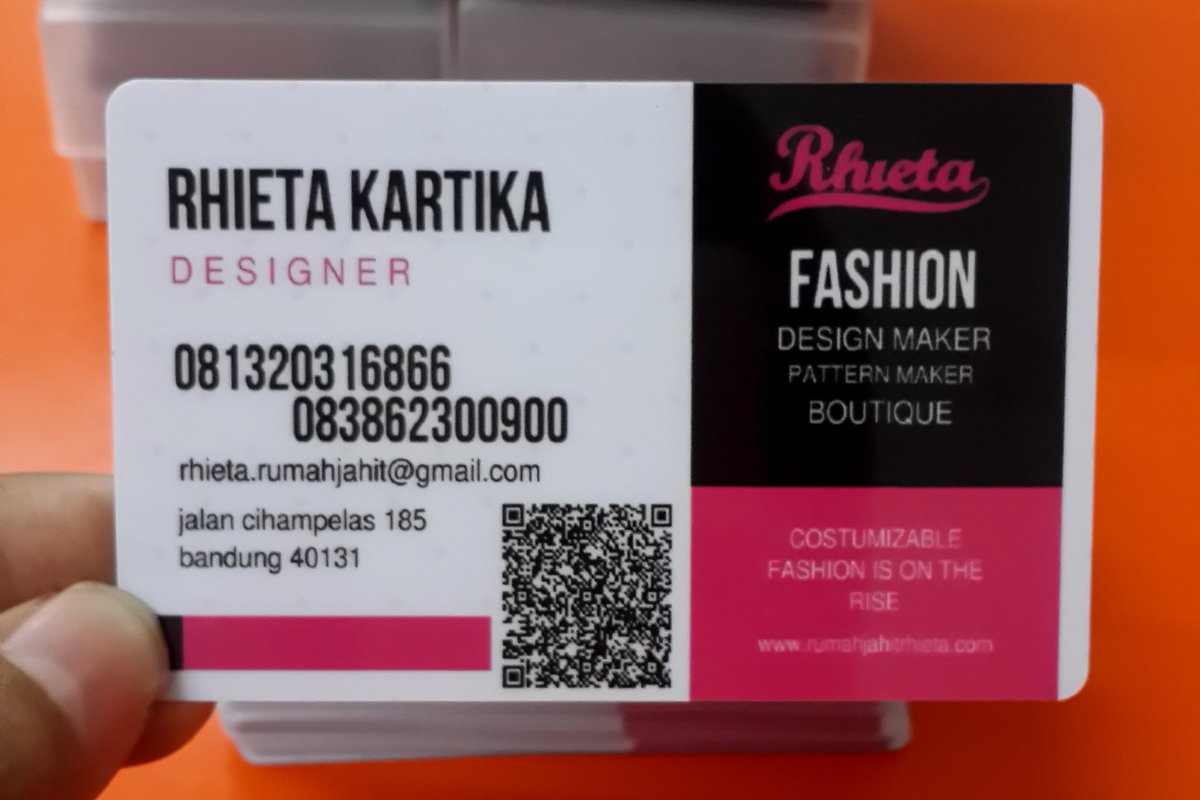 RHIETA KARTIKA
DESIGNER
081320316866
083862300900
rhieta.rumahjahit@gmail.com
jalan cihampelas 185
bandung 40131
Rhieta
FASHION
DESIGN MAKER
PATTERN MAKER
BOUTIQUE
COSTUMIZABLE
FASHION IS ON THE
RISE
www.rumahjahitrhieta.com